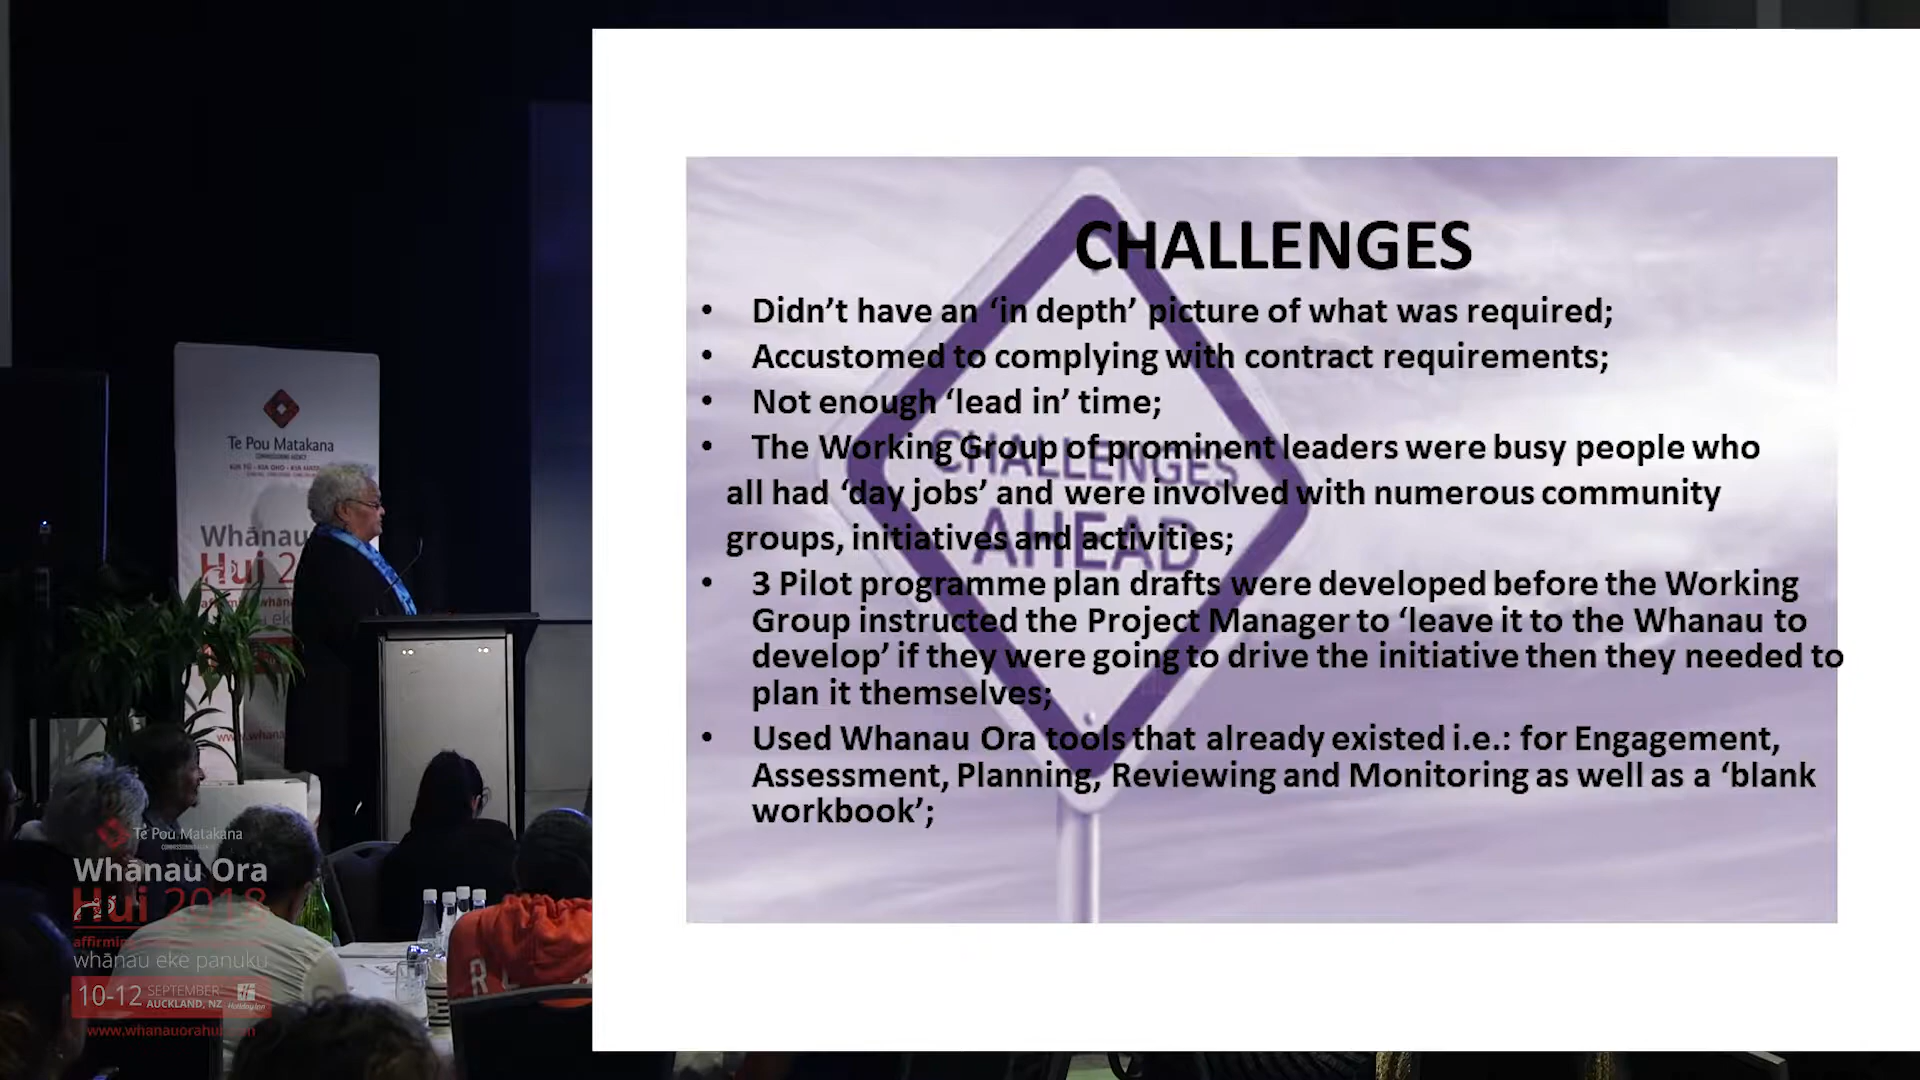 CHALLENGES
• Didn’t have an ‘in depth’ picture of what was required;
• Accustomed to complying with contract requirements;
• Not enough ‘lead in’ time;
• The Working Group of prominent leaders were busy people who
all had ‘day jobs’ and were involved with numerous community
groups, initiatives and activities;
• 3 Pilot programme plan drafts were developed before the Working
Group instructed the Project Manager to ‘leave it to the Whanau to
develop’ if they were going to drive the initiative then they needed to
plan it themselves;
• Used Whanau Ora tools that already existed i.e.: for Engagement,
Assessment, Planning, Reviewing and Monitoring as well as a ‘blank
workbook’;
CHALLENGES
AHEAD
Te Pou Matakana
COMMISSIONING AGENCY
Whānau
Hui 2
Te Pou Matakana
Whānau Ora
Hui 2018
whānau eke panuku
10-12 SEPTEMBER
AUCKLAND, NZ
Holiday Inn